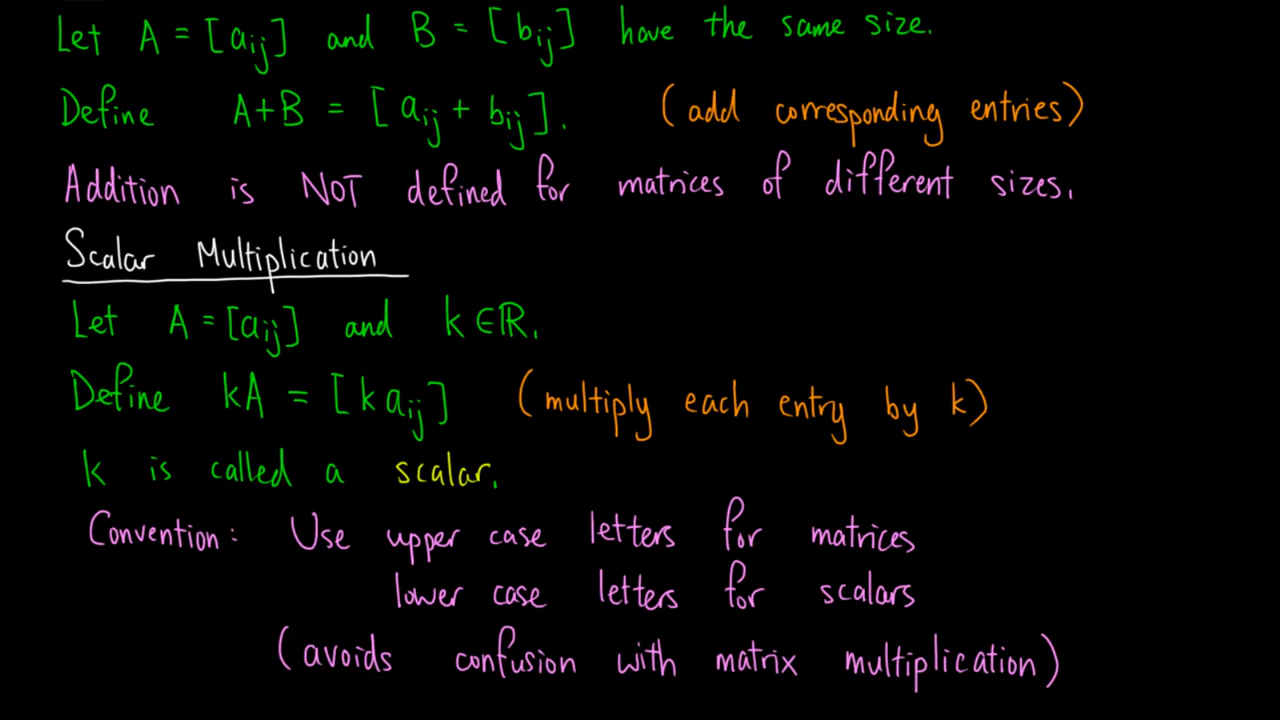 Let A = [aij] and B = [bij] have the same size.
Define A+B = [aij + bij]. (add corresponding entries)
Addition is NOT defined for matrices of different sizes.
Scalar Multiplication
Let A = [aij] and k ∈ ℝ.
Define kA = [k aij] (multiply each entry by k)
k is called a scalar.
Convention: Use upper case letters for matrices
lower case letters for scalars
(avoids confusion with matrix multiplication)